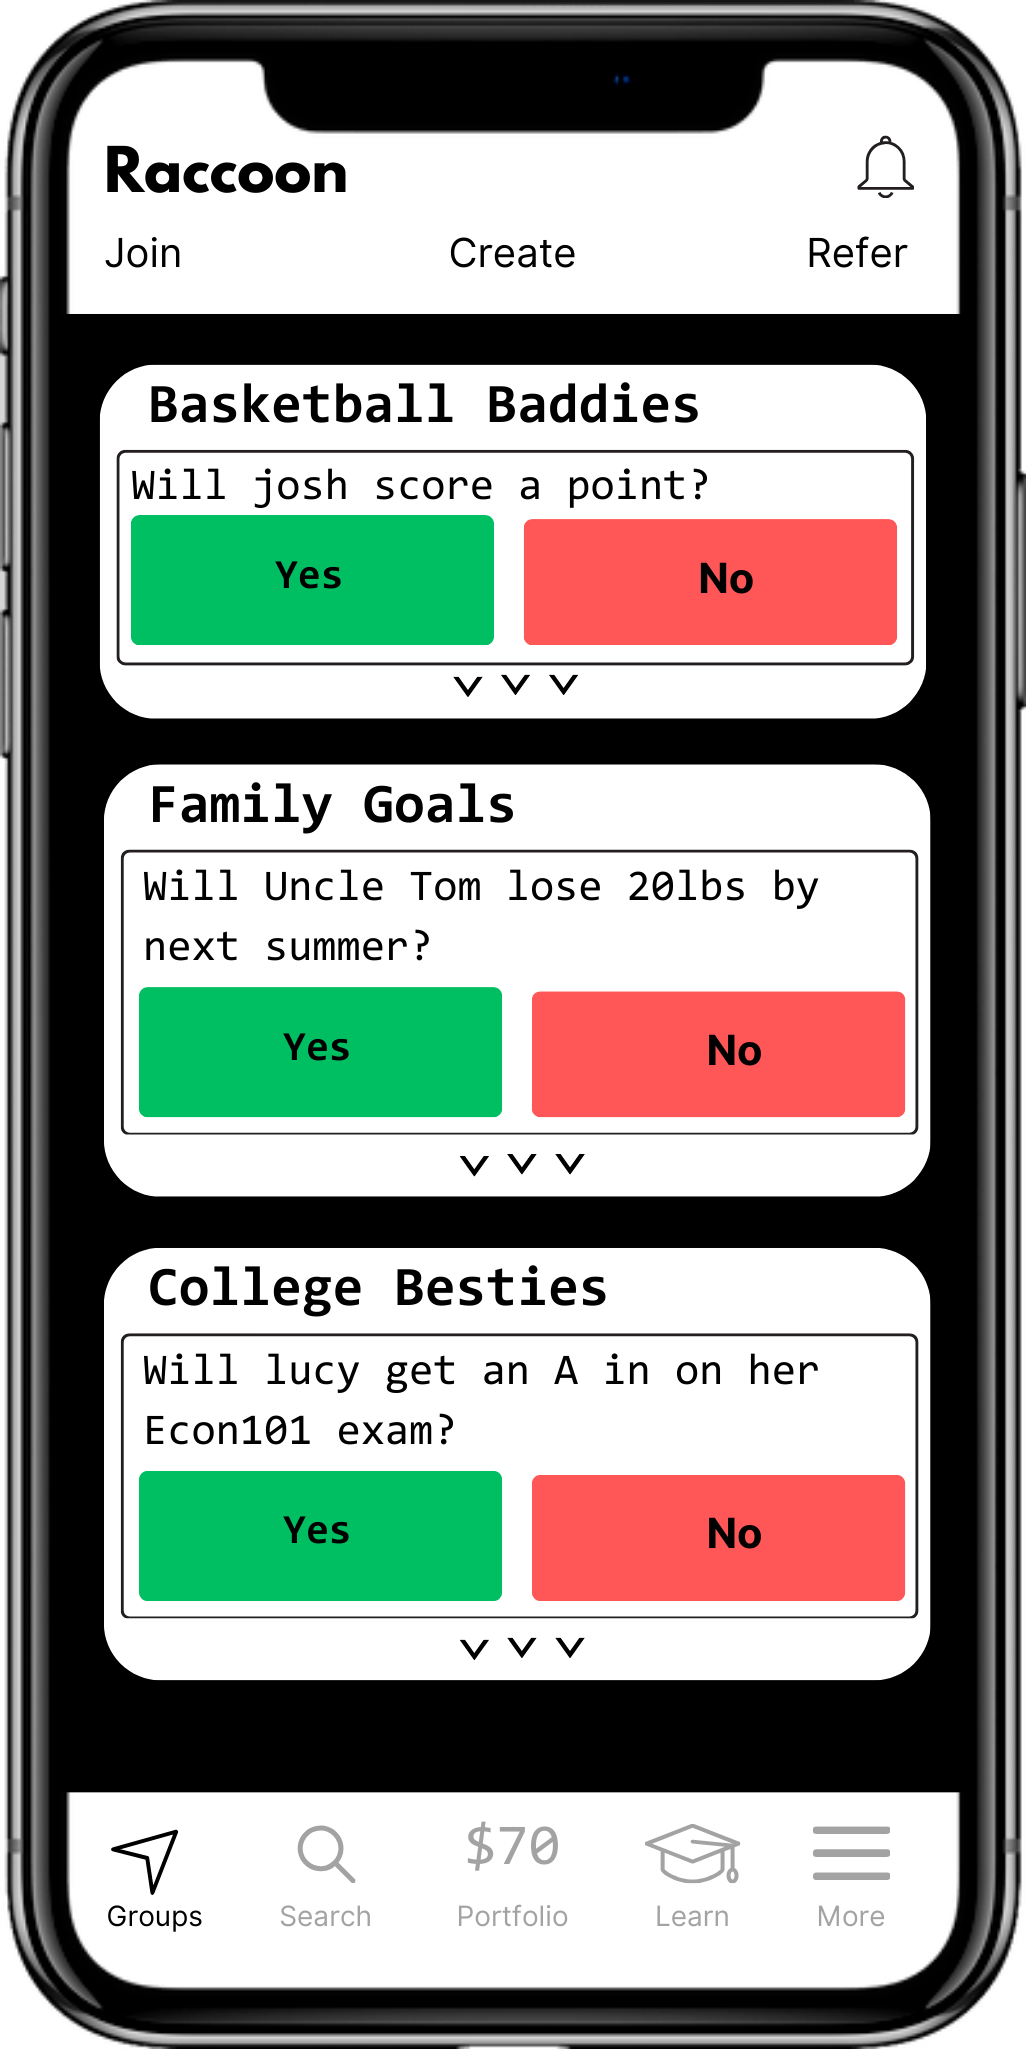 Raccoon
Join Create Refer
Basketball Baddies
Will josh score a point?
Yes No
Family Goals
Will Uncle Tom lose 20lbs by
next summer?
Yes No
College Besties
Will lucy get an A in on her
Econ101 exam?
Yes No
$70
Groups Search Portfolio Learn More